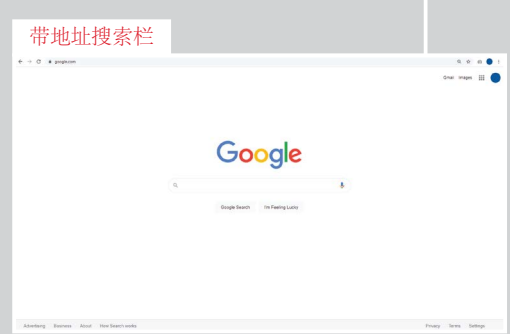 带地址搜索栏
google.com
Gmail Images
Google
Google Search I'm Feeling Lucky
Advertising Business About How Search works Privacy Terms Settings